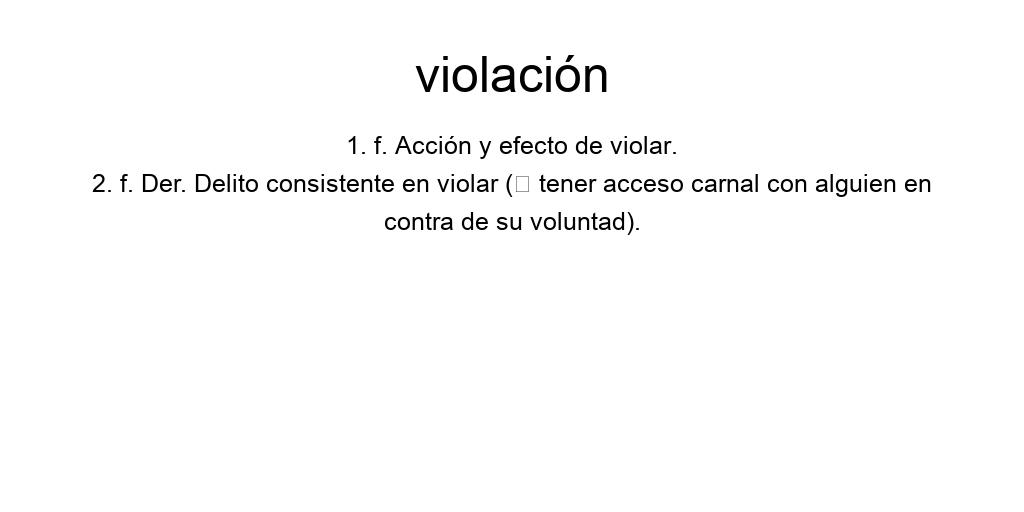 violación
1. f. Acción y efecto de violar.
2. f. Der. Delito consistente en violar (□ tener acceso carnal con alguien en
contra de su voluntad).